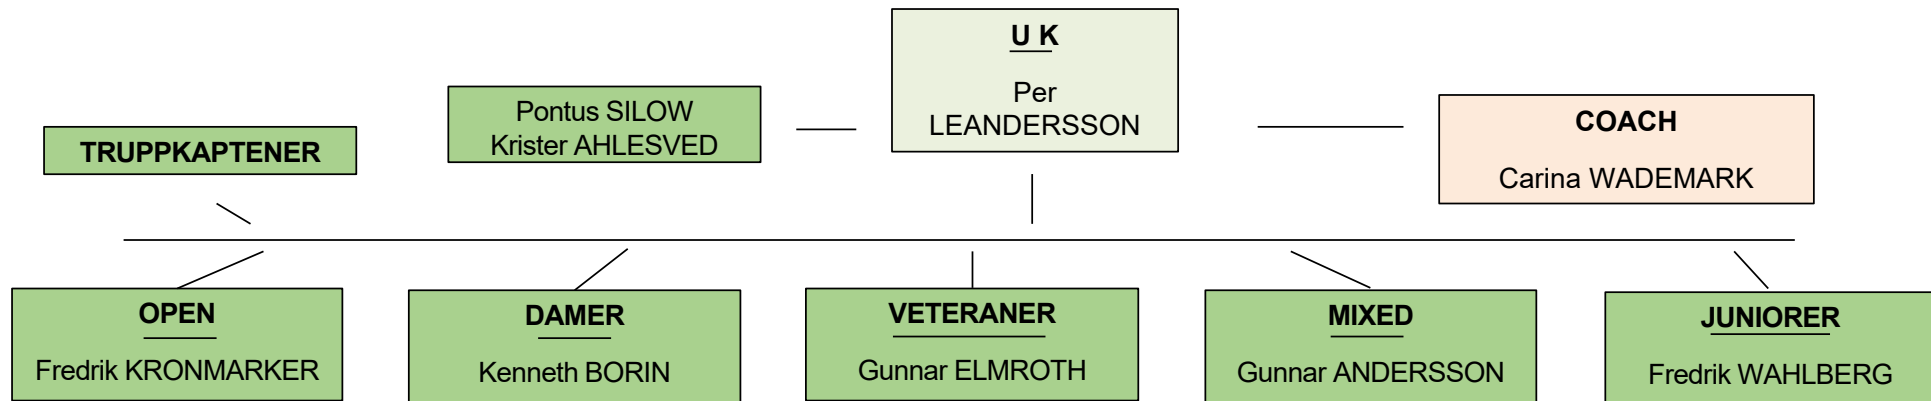 U K
Per
LEANDERSSON
Pontus SILOW
Krister AHLESVED
COACH
Carina WADEMARK
TRUPPKAPTENER
OPEN
Fredrik KRONMARKER
DAMER
Kenneth BORIN
VETERANER
Gunnar ELMROTH
MIXED
Gunnar ANDERSSON
JUNIORER
Fredrik WAHLBERG